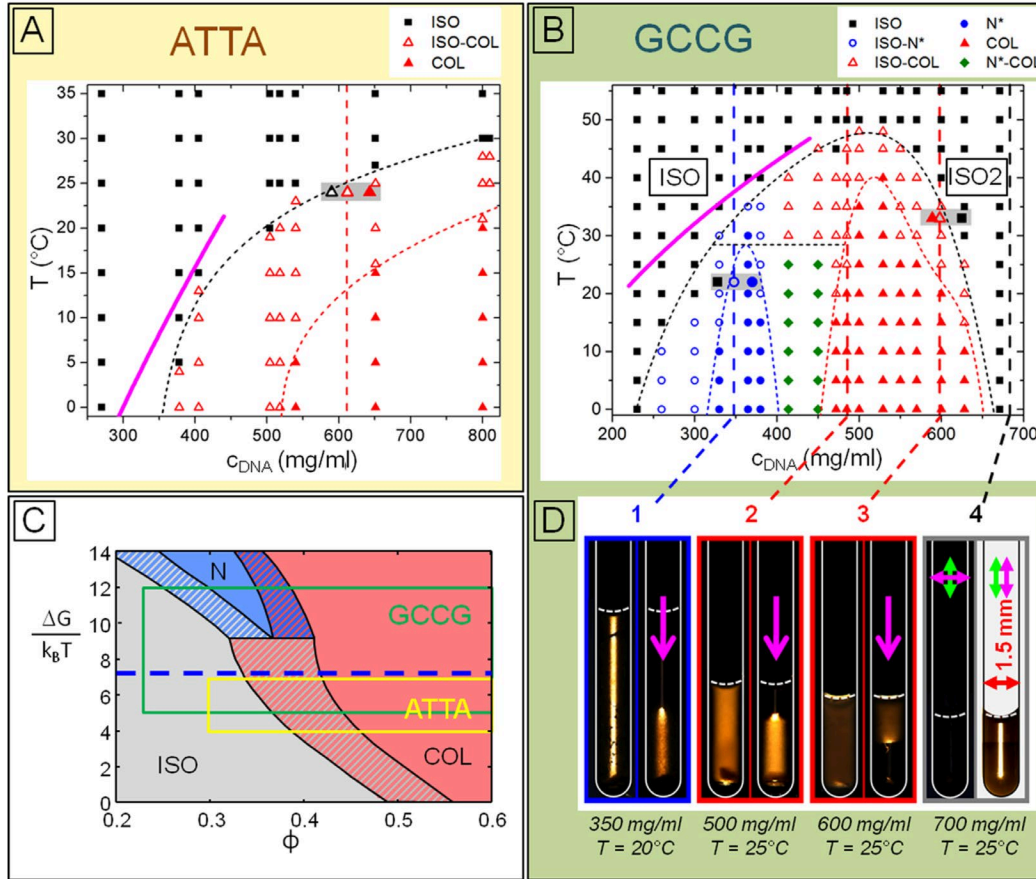 A
ATTA
ISO
ISO-COL
COL
T (°C)
35
30
25
20
15
10
5
0
300
400
500
600
700
800
cDNA (mg/ml)
B
GCCG
ISO
ISO-N*
ISO-COL
N*
COL
N*-COL
T (°C)
50
40
30
20
10
0
ISO
ISO2
200
300
400
500
600
700
cDNA (mg/ml)
C
ΔG
kBT
14
12
10
8
6
4
2
0
N
GCCG
ATTA
ISO
COL
0.2
0.3
0.4
0.5
0.6
ϕ
D
1
2
3
4
1.5 mm
350 mg/ml
T = 20°C
500 mg/ml
T = 25°C
600 mg/ml
T = 25°C
700 mg/ml
T = 25°C